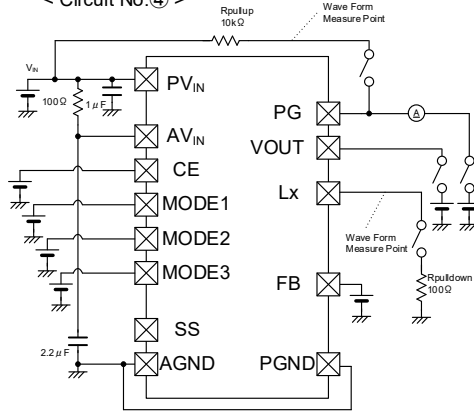 < Circuit No.④ >
Rpullup
10kΩ
Wave Form
Measure Point
VIN
100Ω
1μF
PVIN
AVIN
CE
MODE1
MODE2
MODE3
SS
AGND
2.2μF
PG
VOUT
Lx
FB
PGND
A
Wave Form
Measure Point
Rpulldown
100Ω